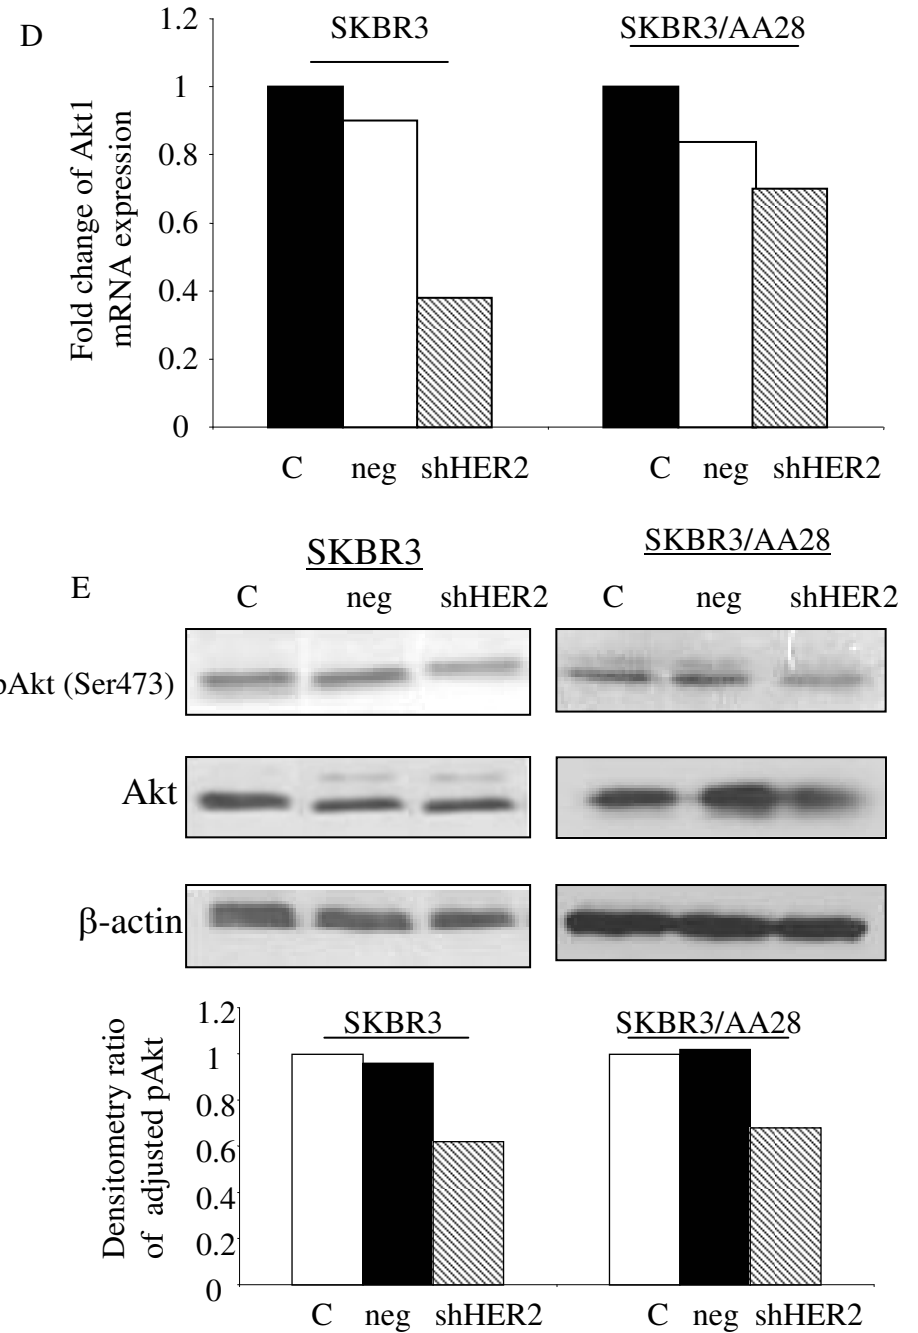 D
SKBR3
SKBR3/AA28
1.2
1
0.8
0.6
0.4
0.2
0
Fold change of Akt1
mRNA expression
C neg shHER2
C neg shHER2
E
SKBR3
SKBR3/AA28
C neg shHER2
C neg shHER2
pAkt (Ser473)
Akt
β-actin
SKBR3
SKBR3/AA28
1.2
1
0.8
0.6
0.4
0.2
0
Densitometry ratio
of adjusted pAkt
C neg shHER2
C neg shHER2